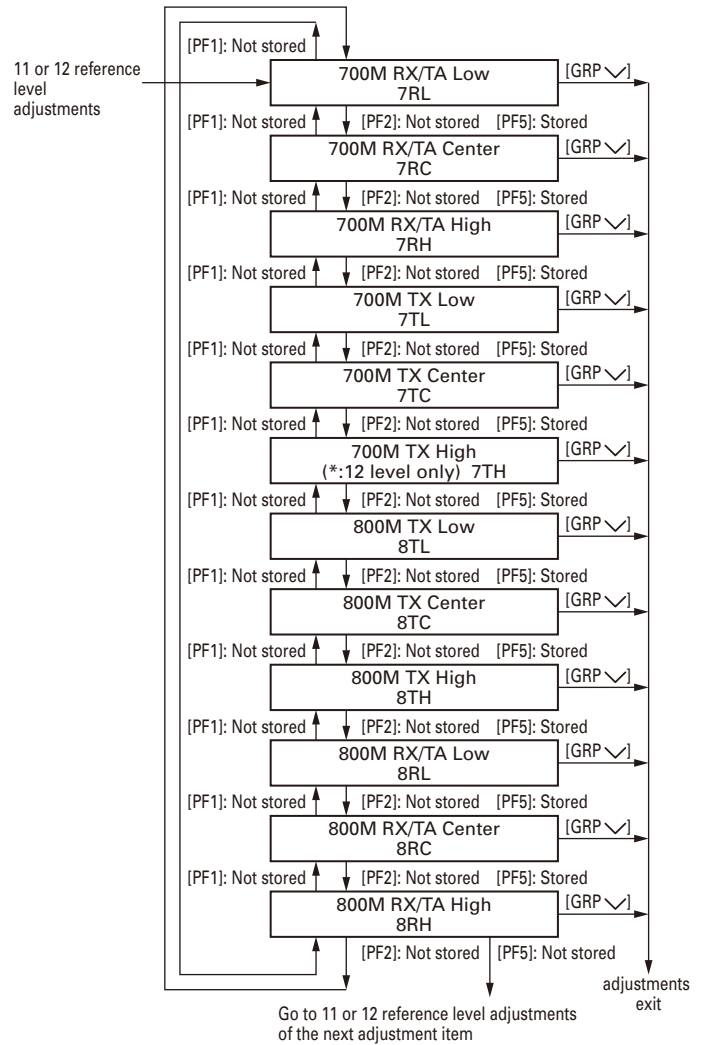 [PF1]: Not stored
11 or 12 reference
level
adjustments
700M RX/TA Low
7RL
[GRP ∨]
[PF1]: Not stored [PF2]: Not stored [PF5]: Stored
700M RX/TA Center
7RC
[GRP ∨]
[PF1]: Not stored [PF2]: Not stored [PF5]: Stored
700M RX/TA High
7RH
[GRP ∨]
[PF1]: Not stored [PF2]: Not stored [PF5]: Stored
700M TX Low
7TL
[GRP ∨]
[PF1]: Not stored [PF2]: Not stored [PF5]: Stored
700M TX Center
7TC
[GRP ∨]
[PF1]: Not stored [PF2]: Not stored [PF5]: Stored
700M TX High
(*:12 level only) 7TH
[GRP ∨]
[PF1]: Not stored [PF2]: Not stored [PF5]: Stored
800M TX Low
8TL
[GRP ∨]
[PF1]: Not stored [PF2]: Not stored [PF5]: Stored
800M TX Center
8TC
[GRP ∨]
[PF1]: Not stored [PF2]: Not stored [PF5]: Stored
800M TX High
8TH
[GRP ∨]
[PF1]: Not stored [PF2]: Not stored [PF5]: Stored
800M RX/TA Low
8RL
[GRP ∨]
[PF1]: Not stored [PF2]: Not stored [PF5]: Stored
800M RX/TA Center
8RC
[GRP ∨]
[PF1]: Not stored [PF2]: Not stored [PF5]: Stored
800M RX/TA High
8RH
[GRP ∨]
[PF2]: Not stored [PF5]: Not stored
adjustments
exit
Go to 11 or 12 reference level adjustments
of the next adjustment item